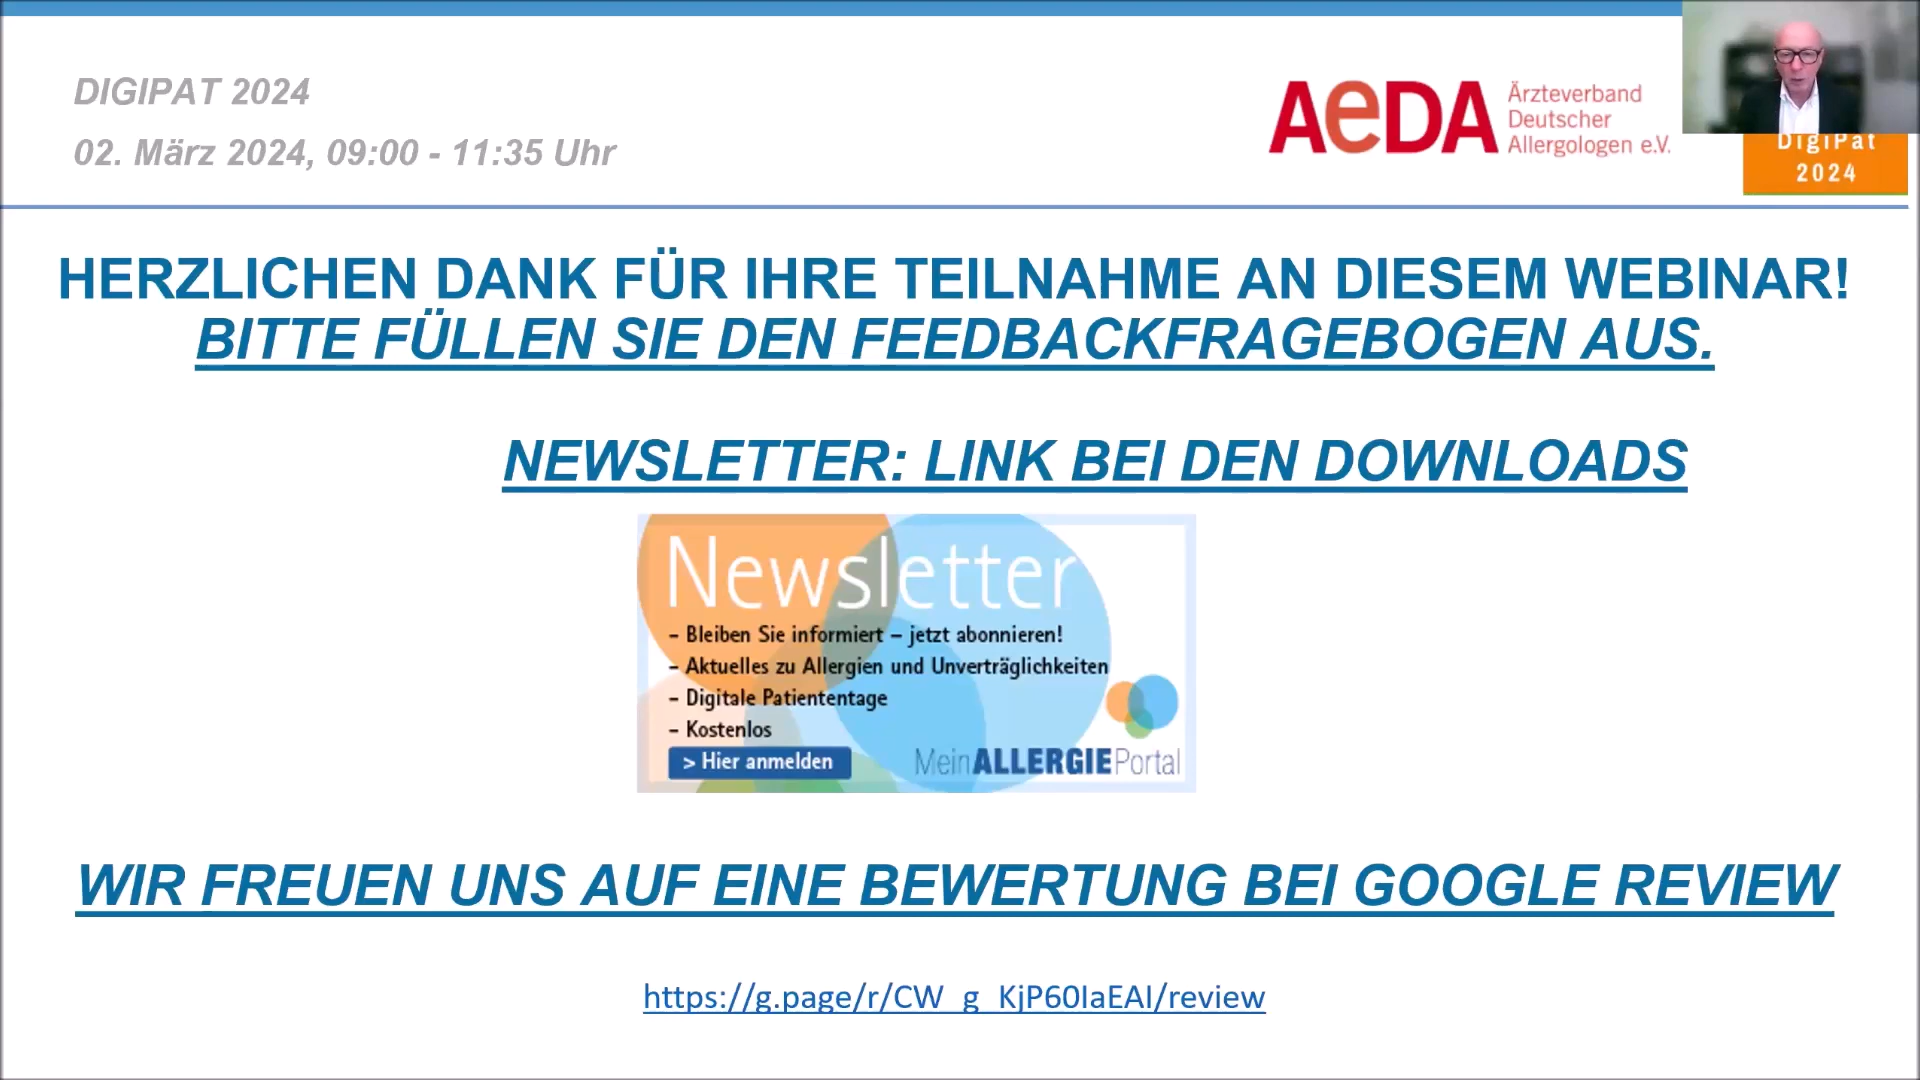 DIGIPAT 2024
02. März 2024, 09:00 - 11:35 Uhr
AeDA
Ärzteverband
Deutscher
Allergologen e.V.
DigiPat
2024
HERZLICHEN DANK FÜR IHRE TEILNAHME AN DIESEM WEBINAR!
BITTE FÜLLEN SIE DEN FEEDBACKFRAGEBOGEN AUS.
NEWSLETTER: LINK BEI DEN DOWNLOADS
Newsletter
– Bleiben Sie informiert – jetzt abonnieren!
– Aktuelles zu Allergien und Unverträglichkeiten
– Digitale Patiententage
– Kostenlos
> Hier anmelden
MeinALLERGIEPortal
WIR FREUEN UNS AUF EINE BEWERTUNG BEI GOOGLE REVIEW
https://g.page/r/CW_g_KjP60IaEAI/review